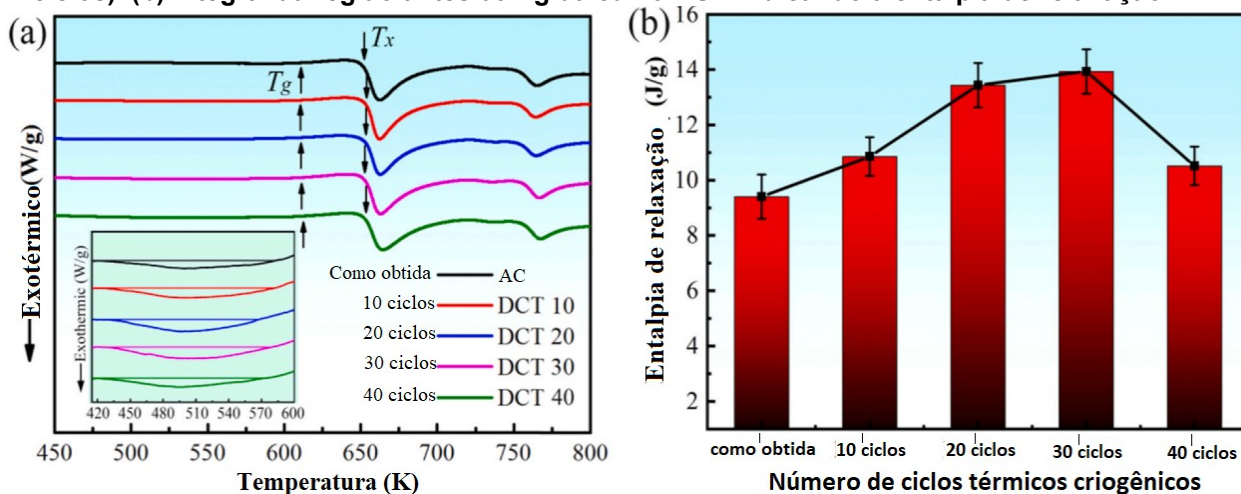 (a)
T_x
T_g
Exotérmico(W/g)
Como obtida AC
10 ciclos DCT 10
20 ciclos DCT 20
30 ciclos DCT 30
40 ciclos DCT 40
Exothermic (W/g)
420 450 480 510 540 570 600
450 500 550 600 650 700 750 800
Temperatura (K)
(b)
Entalpia de relaxação (J/g)
16
14
12
10
8
6
4
2
como obtida 10 ciclos 20 ciclos 30 ciclos 40 ciclos
Número de ciclos térmicos criogênicos